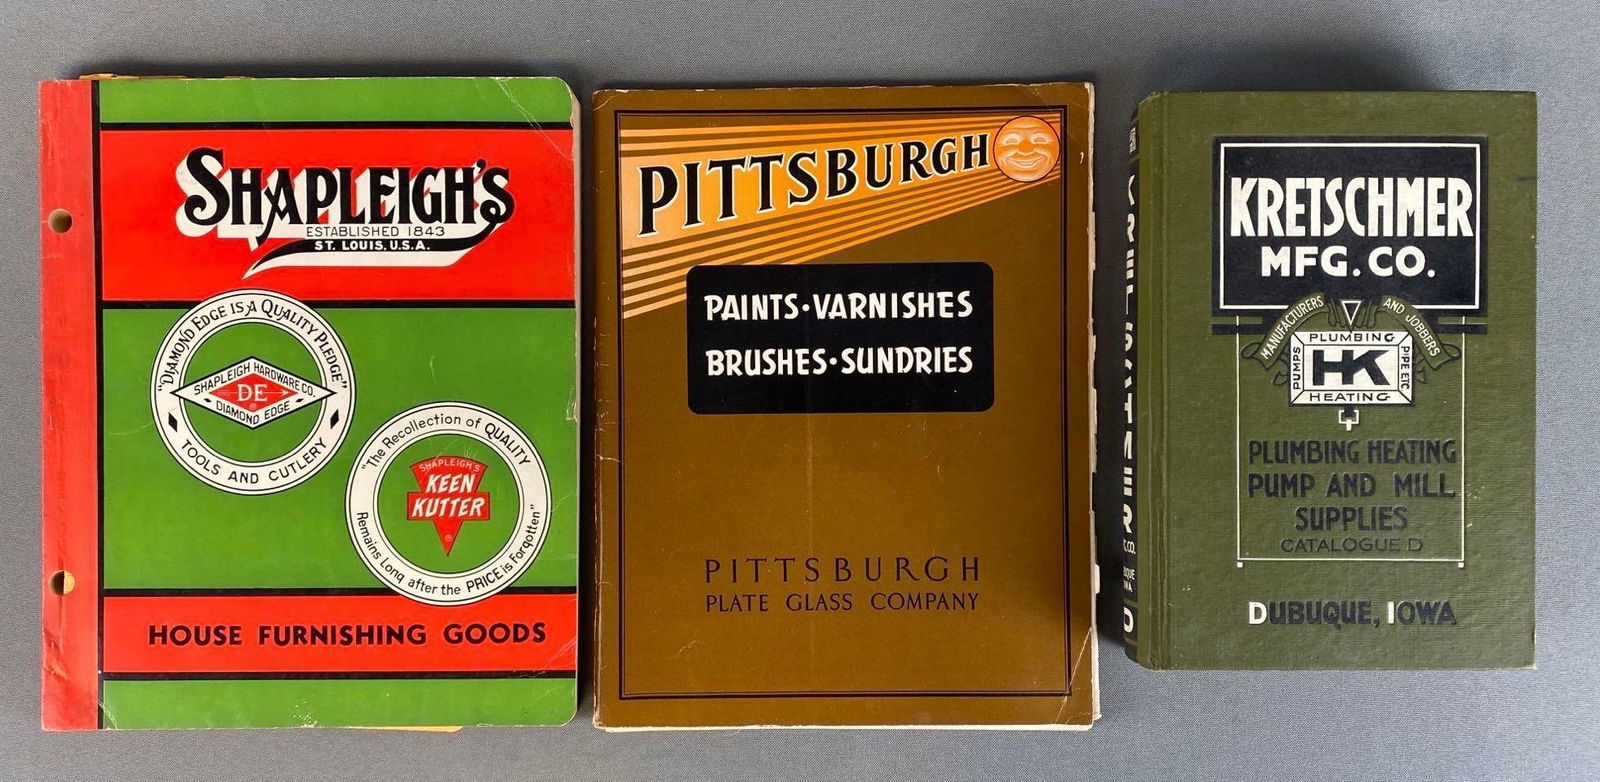 SHAPLEIGH'S
ESTABLISHED 1843
ST. LOUIS, U.S.A.
"DIAMOND EDGE IS A QUALITY PLEDGE"
SHAPLEIGH HARDWARE CO.
DE
DIAMOND EDGE
TOOLS AND CUTLERY
"The Recollection of QUALITY
SHAPLEIGH'S
KEEN
KUTTER
®
Remains Long after the PRICE is Forgotten"
HOUSE FURNISHING GOODS
PITTSBURGH
PAINTS·VARNISHES
BRUSHES·SUNDRIES
PITTSBURGH
PLATE GLASS COMPANY
KRETSCHMER
D
KRETSCHMER
MFG. CO.
MANUFACTURERS AND JOBBERS
PLUMBING
PUMPS
HK
PIPE ETC
HEATING
PLUMBING HEATING
PUMP AND MILL
SUPPLIES
CATALOGUE D
DUBUQUE, IOWA